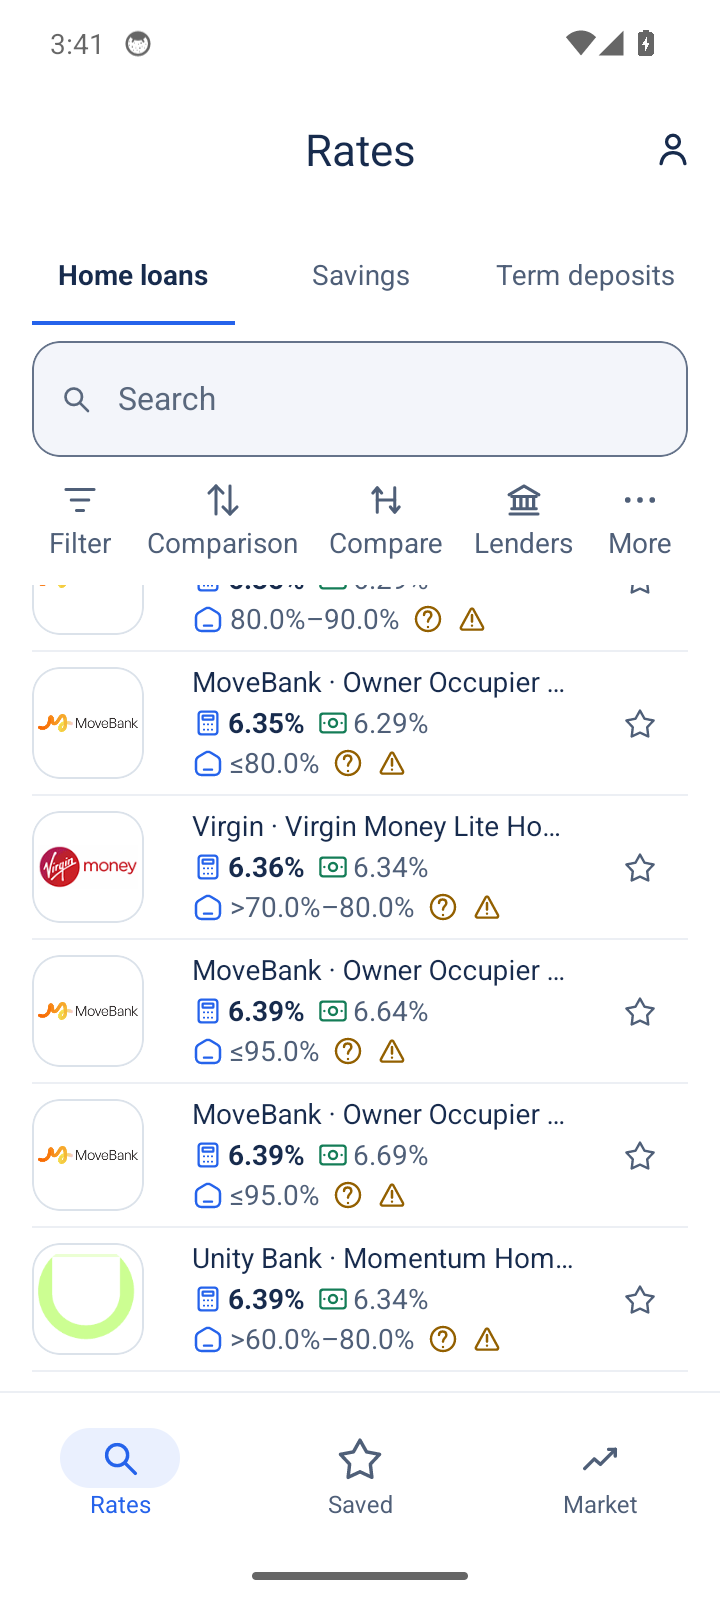 3:41
Rates
Home loans
Savings
Term deposits
Search
Filter
Comparison
Compare
Lenders
More
80.0%–90.0%
MoveBank · Owner Occupier ...
MoveBank
6.35% 6.29%
≤80.0%
Virgin · Virgin Money Lite Ho...
Virgin money
6.36% 6.34%
>70.0%–80.0%
MoveBank · Owner Occupier ...
MoveBank
6.39% 6.64%
≤95.0%
MoveBank · Owner Occupier ...
MoveBank
6.39% 6.69%
≤95.0%
Unity Bank · Momentum Hom...
6.39% 6.34%
>60.0%–80.0%
Rates
Saved
Market